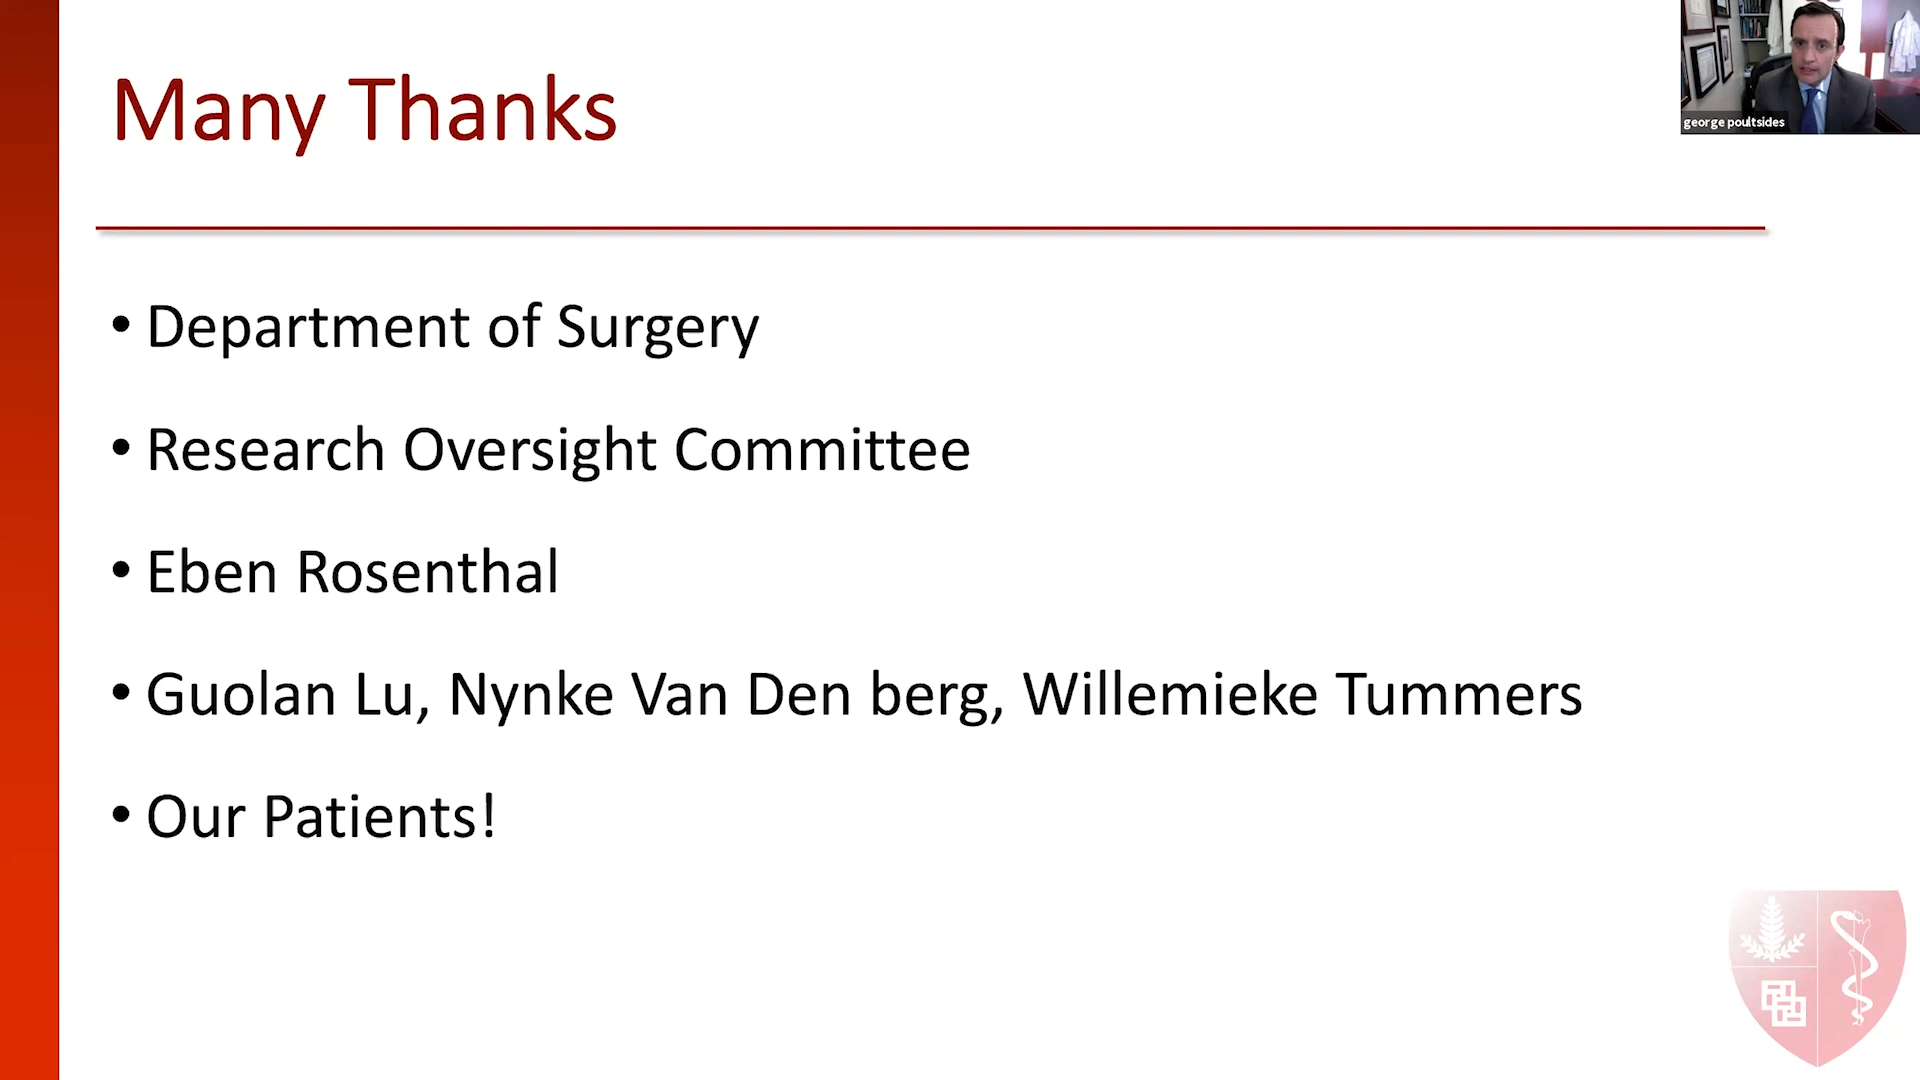 Many Thanks
george poultsides
• Department of Surgery
• Research Oversight Committee
• Eben Rosenthal
• Guolan Lu, Nynke Van Den berg, Willemieke Tummers
• Our Patients!